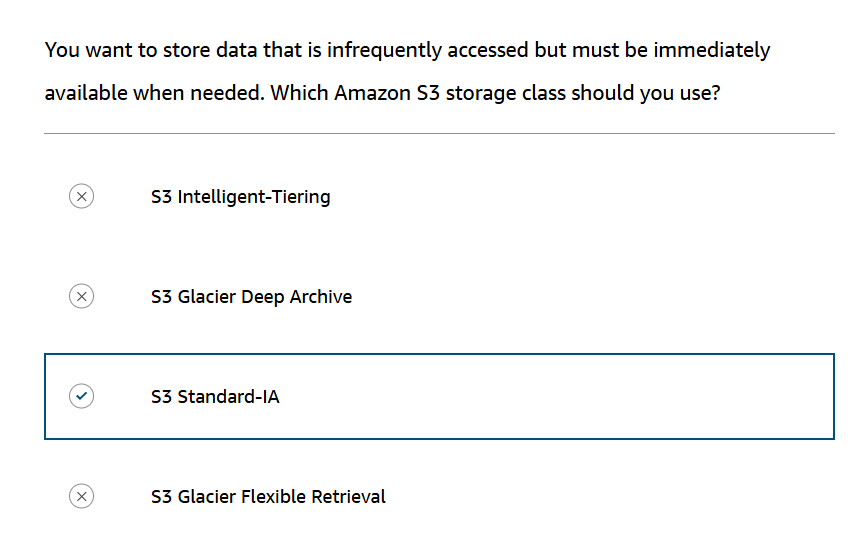 You want to store data that is infrequently accessed but must be immediately
available when needed. Which Amazon S3 storage class should you use?
S3 Intelligent-Tiering
S3 Glacier Deep Archive
S3 Standard-IA
S3 Glacier Flexible Retrieval